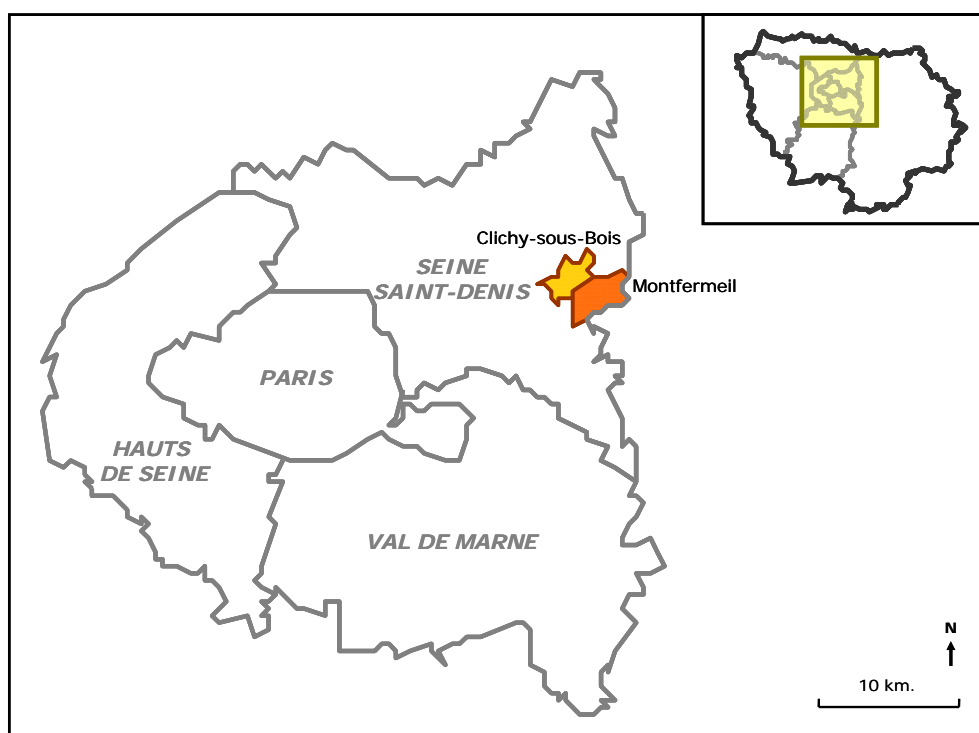 Clichy-sous-Bois
SEINE
SAINT-DENIS
Montfermeil
PARIS
HAUTS
DE SEINE
VAL DE MARNE
N
10 km.